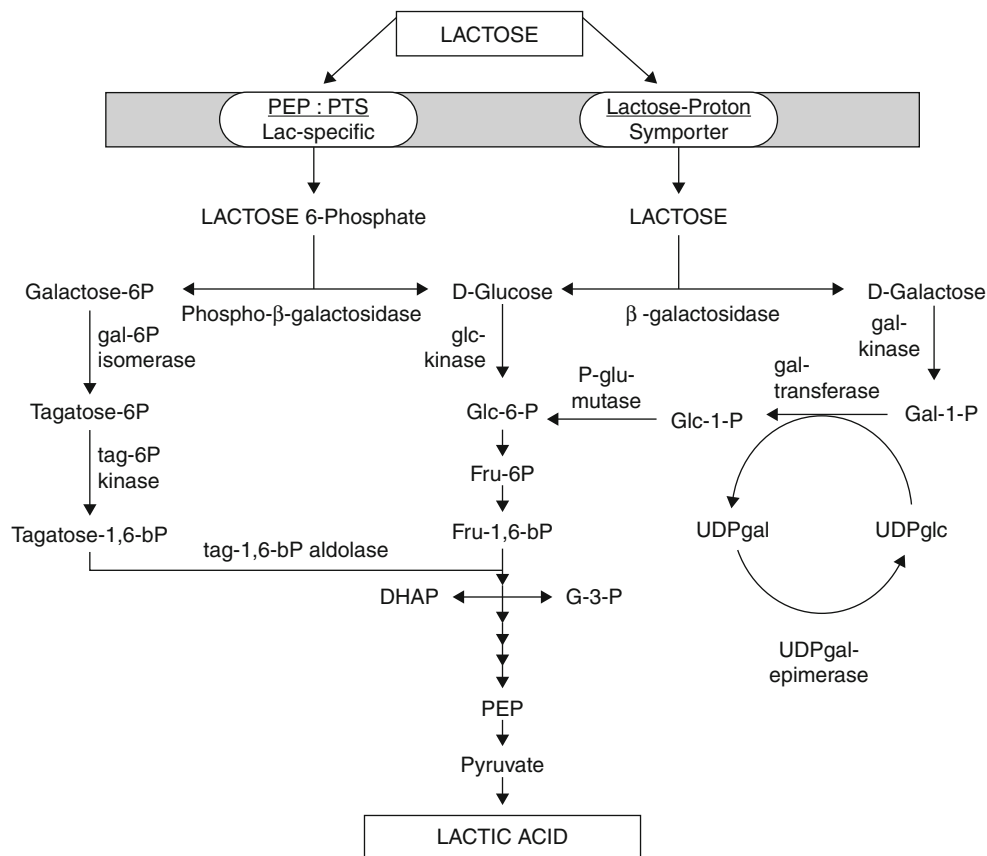 LACTOSE
PEP : PTS
Lac-specific
Lactose-Proton
Symporter
LACTOSE 6-Phosphate
LACTOSE
Galactose-6P
Phospho-β-galactosidase
D-Glucose
β -galactosidase
D-Galactose
gal-6P
isomerase
glc-
kinase
gal-
kinase
P-glu-
mutase
gal-
transferase
Tagatose-6P
Glc-6-P
Glc-1-P
Gal-1-P
tag-6P
kinase
Fru-6P
Tagatose-1,6-bP
Fru-1,6-bP
UDPgal
UDPglc
tag-1,6-bP aldolase
DHAP
G-3-P
UDPgal-
epimerase
PEP
Pyruvate
LACTIC ACID